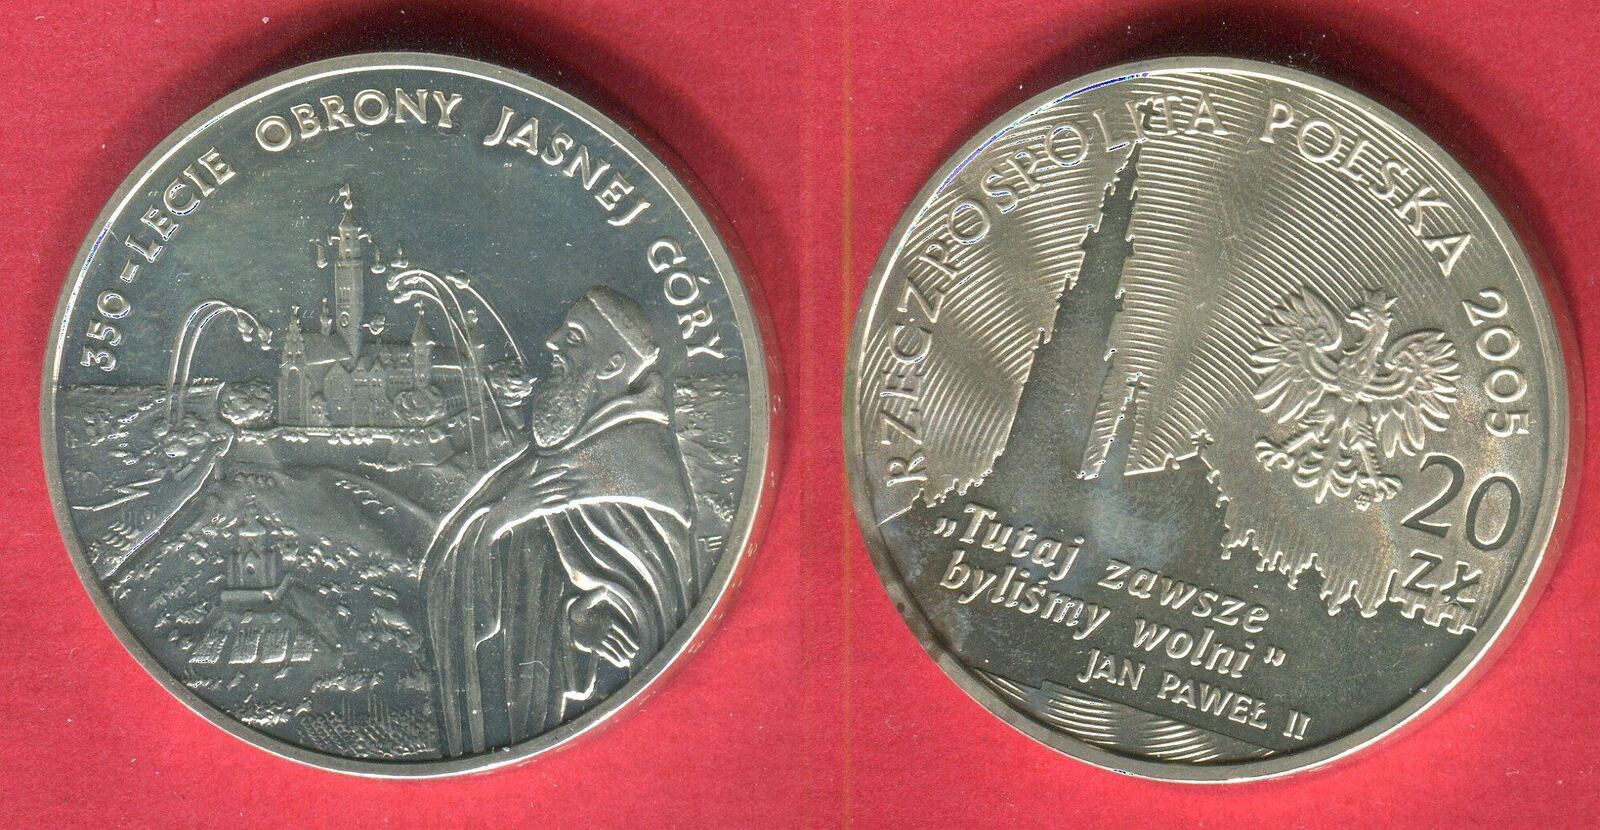 350-LECIE OBRONY JASNEJ GÓRY
RZECZPOSPOLITA POLSKA 2005
20
ZŁ
„Tutaj zawsze
byliśmy wolni”
JAN PAWEŁ II